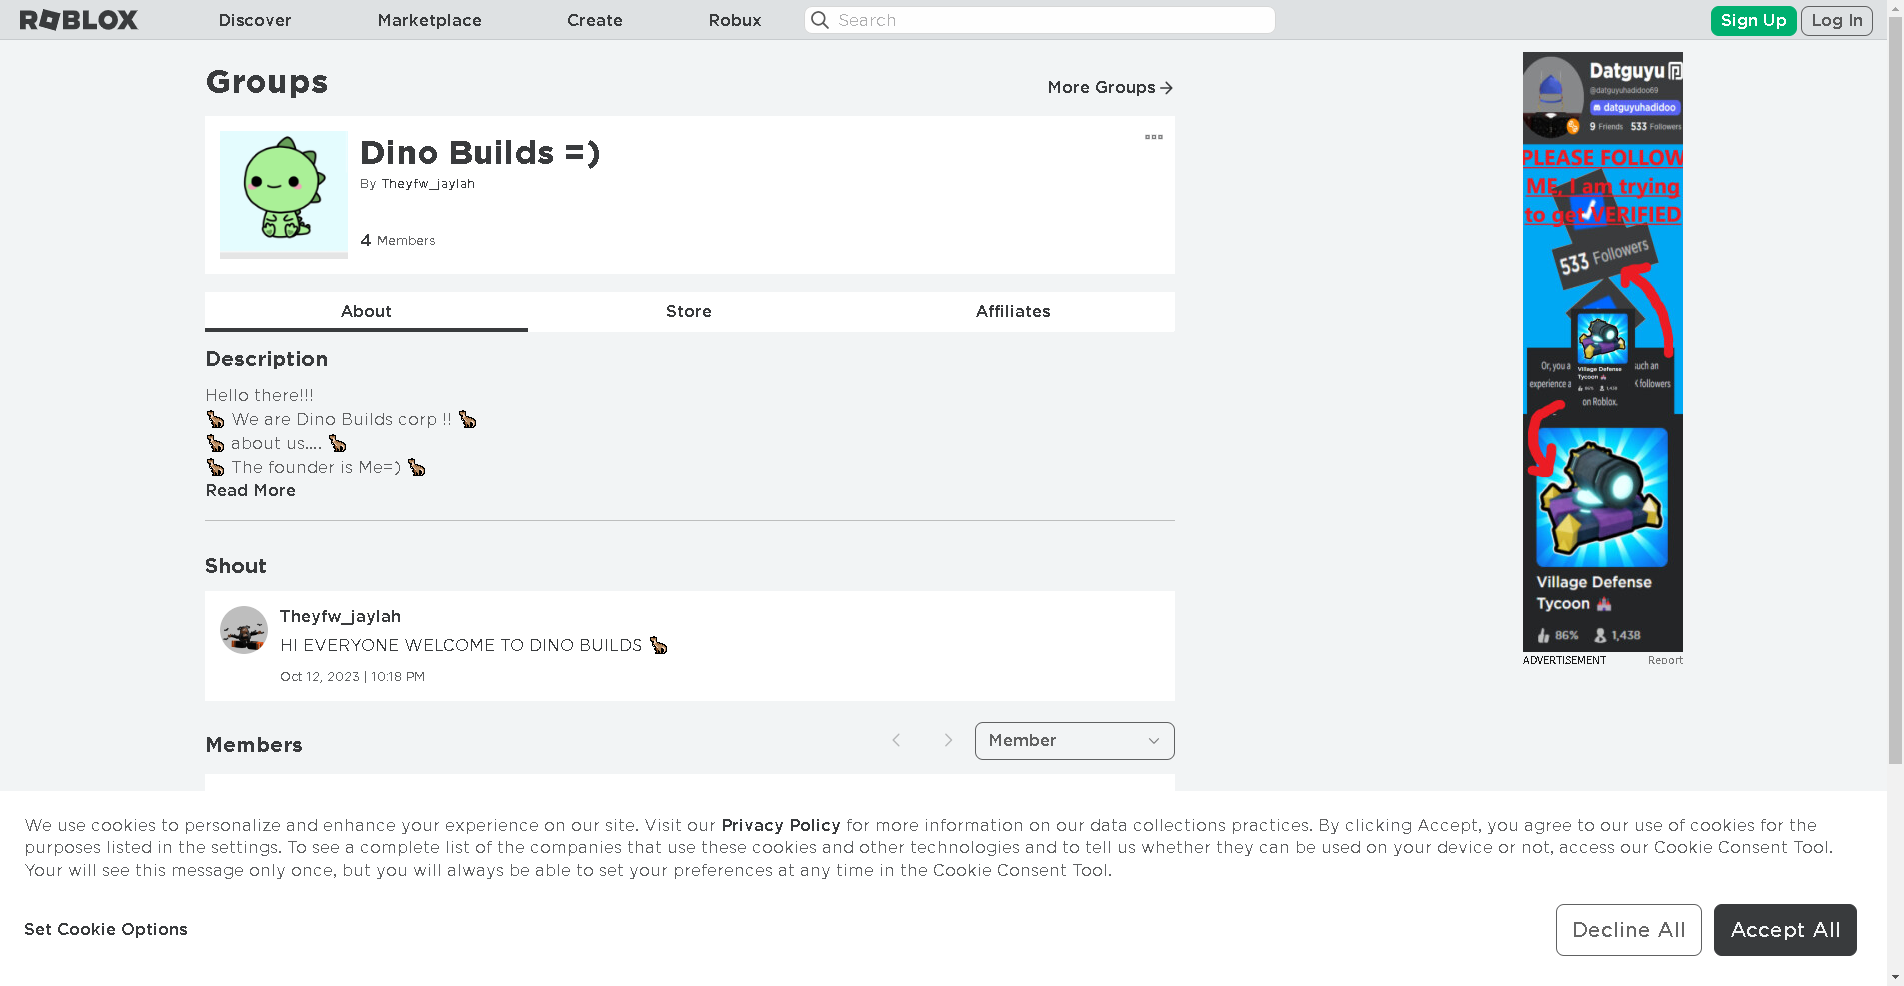 ROBLOX
Discover
Marketplace
Create
Robux
Search
Sign Up
Log In
Groups
More Groups
Dino Builds =)
By Theyfw_jaylah
4 Members
About
Store
Affiliates
Description
Hello there!!!
We are Dino Builds corp !!
about us....
The founder is Me=)
Read More
Shout
Theyfw_jaylah
HI EVERYONE WELCOME TO DINO BUILDS
Oct 12, 2023 | 10:18 PM
Members
Member
Datguyu
@datguyuhadidoo69
datguyuhadidoo
9 Friends 533 Followers
PLEASE FOLLOW
ME, I am trying
to get VERIFIED
533 Followers
Village Defense
Tycoon
86% 1,438
Or, you a
such an
experience a
K followers
on Roblox.
Village Defense
Tycoon
86% 1,438
ADVERTISEMENT
Report
We use cookies to personalize and enhance your experience on our site. Visit our Privacy Policy for more information on our data collections practices. By clicking Accept, you agree to our use of cookies for the
purposes listed in the settings. To see a complete list of the companies that use these cookies and other technologies and to tell us whether they can be used on your device or not, access our Cookie Consent Tool.
Your will see this message only once, but you will always be able to set your preferences at any time in the Cookie Consent Tool.
Set Cookie Options
Decline All
Accept All